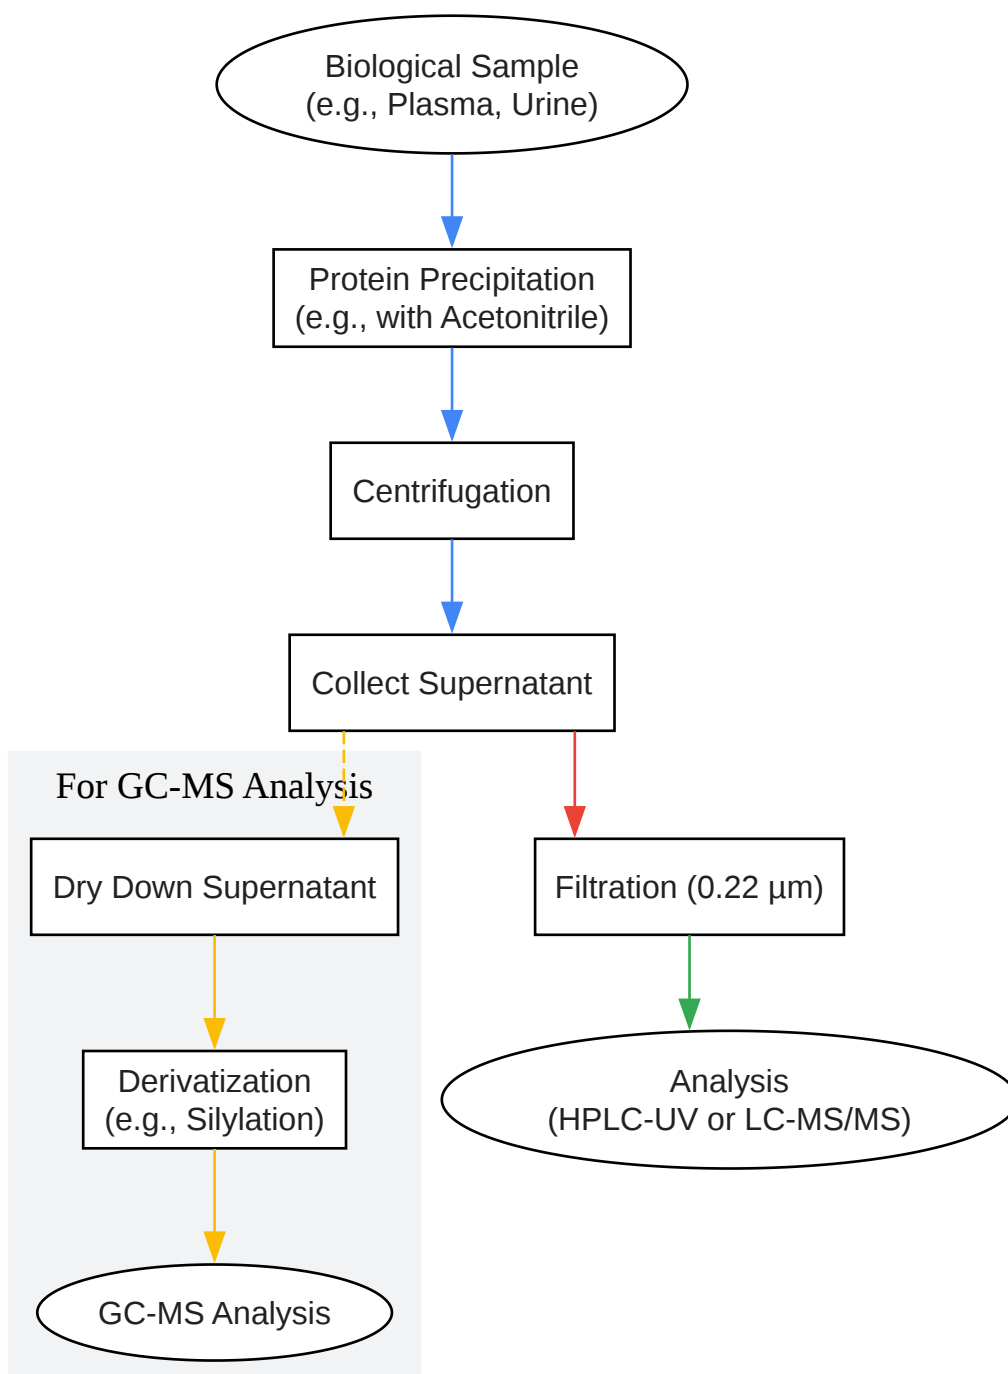 Biological Sample
(e.g., Plasma, Urine)
Protein Precipitation
(e.g., with Acetonitrile)
Centrifugation
Collect Supernatant
For GC-MS Analysis
Dry Down Supernatant
Filtration (0.22 µm)
Derivatization
(e.g., Silylation)
Analysis
(HPLC-UV or LC-MS/MS)
GC-MS Analysis